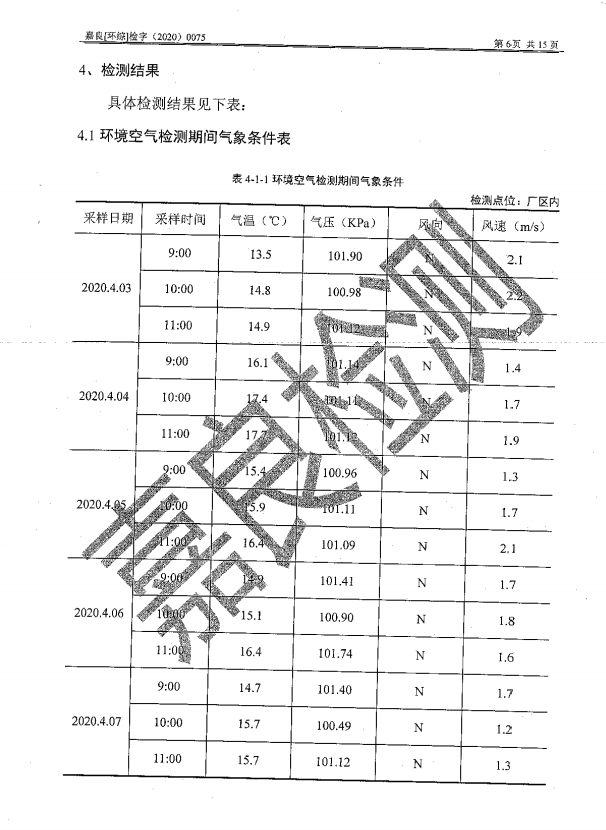 嘉良[环综]检字（2020）0075
第 6页 共 15 页
4、检测结果
具体检测结果见下表：
4.1 环境空气检测期间气象条件表
表 4-1-1 环境空气检测期间气象条件
检测点位：厂区内
采样日期 采样时间 气温（℃） 气压（KPa） 风向 风速（m/s）
2020.4.03 9:00 13.5 101.90 N 2.1
10:00 14.8 100.98 N 2.2
11:00 14.9 101.12 N 1.9
2020.4.04 9:00 16.1 101.14 N 1.4
10:00 17.4 101.11 N 1.7
11:00 17.7 101.12 N 1.9
2020.4.05 9:00 15.4 100.96 N 1.3
10:00 15.9 101.11 N 1.7
11:00 16.4 101.09 N 2.1
2020.4.06 9:00 14.9 101.41 N 1.7
10:00 15.1 100.90 N 1.8
11:00 16.4 101.74 N 1.6
2020.4.07 9:00 14.7 101.40 N 1.7
10:00 15.7 100.49 N 1.2
11:00 15.7 101.12 N 1.3
嘉良检测